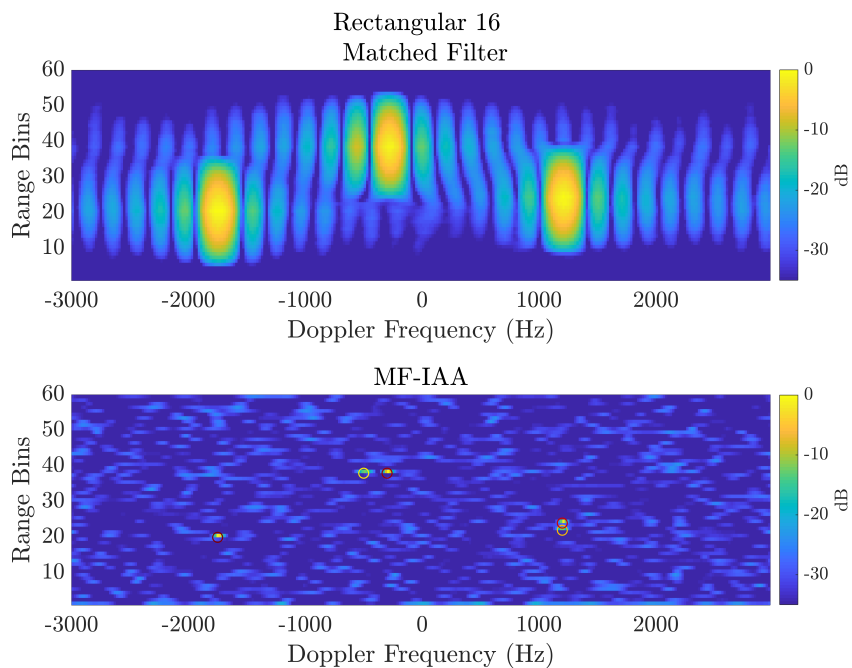 Rectangular 16
Matched Filter
60
50
40
30
20
10
Range Bins
-3000 -2000 -1000 0 1000 2000
Doppler Frequency (Hz)
0
-10
-20
-30
dB
MF-IAA
60
50
40
30
20
10
Range Bins
-3000 -2000 -1000 0 1000 2000
Doppler Frequency (Hz)
0
-10
-20
-30
dB